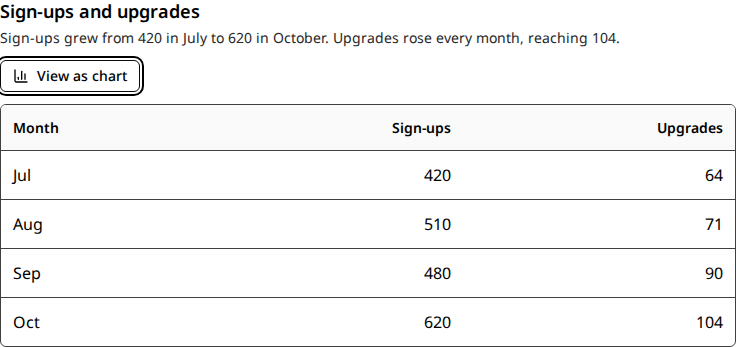 Sign-ups and upgrades
Sign-ups grew from 420 in July to 620 in October. Upgrades rose every month, reaching 104.
View as chart
Month Sign-ups Upgrades
Jul 420 64
Aug 510 71
Sep 480 90
Oct 620 104